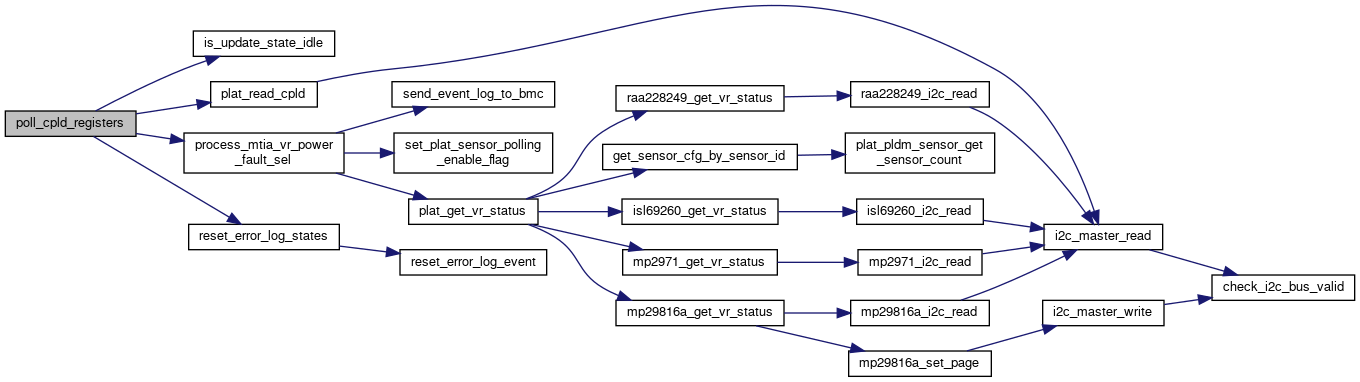 poll_cpld_registers
is_update_state_idle
plat_read_cpld
process_mtia_vr_power
_fault_sel
reset_error_log_states
send_event_log_to_bmc
set_plat_sensor_polling
_enable_flag
plat_get_vr_status
reset_error_log_event
raa228249_get_vr_status
get_sensor_cfg_by_sensor_id
isl69260_get_vr_status
mp2971_get_vr_status
mp29816a_get_vr_status
raa228249_i2c_read
plat_pldm_sensor_get
_sensor_count
isl69260_i2c_read
mp2971_i2c_read
mp29816a_i2c_read
mp29816a_set_page
i2c_master_read
i2c_master_write
check_i2c_bus_valid